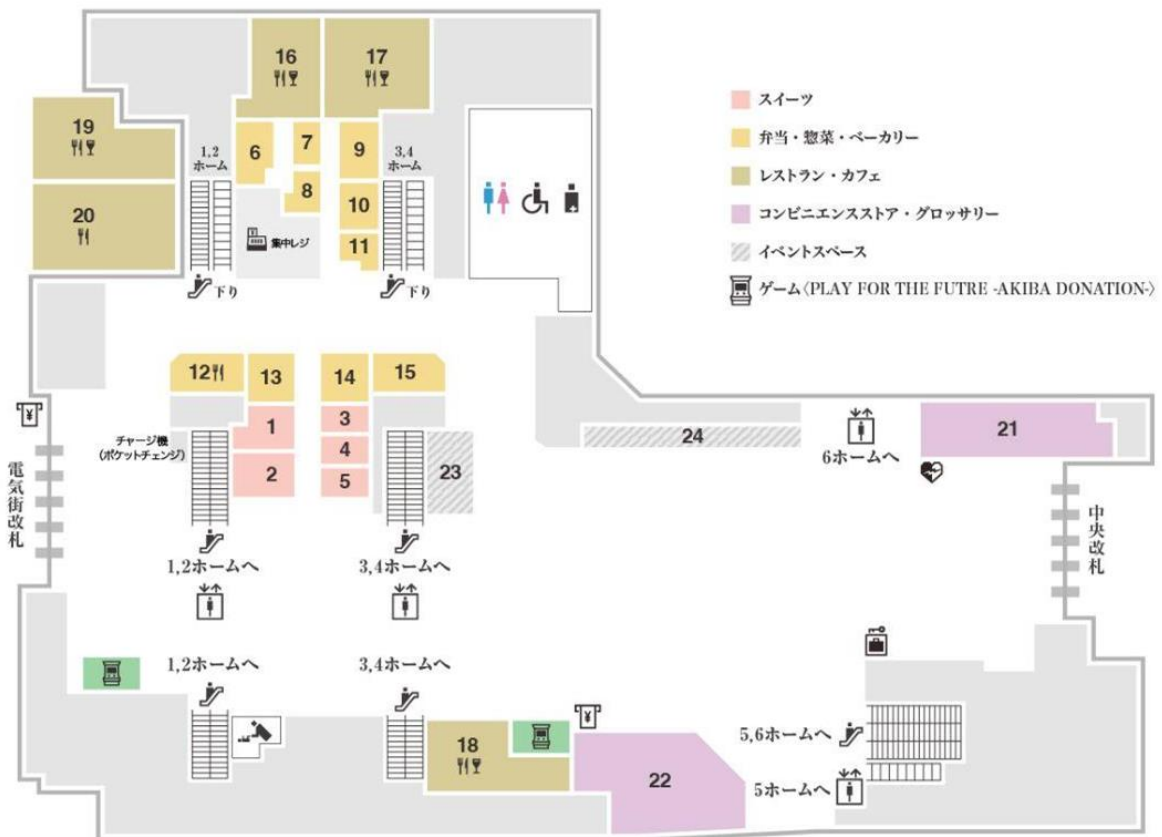 16
17
スイーツ
19
1,2
ホーム
6
7
9
3,4
ホーム
弁当・惣菜・ベーカリー
8
レストラン・カフェ
20
10
コンビニエンスストア・グロッサリー
集中レジ
11
イベントスペース
下り
下り
ゲーム〈PLAY FOR THE FUTRE -AKIBA DONATION-〉
12
13
14
15
¥
1
3
チャージ機
(ポケットチェンジ)
4
24
21
2
5
23
6ホームへ
電気街改札
中央改札
1,2ホームへ
3,4ホームへ
1,2ホームへ
3,4ホームへ
¥
18
5,6ホームへ
22
5ホームへ